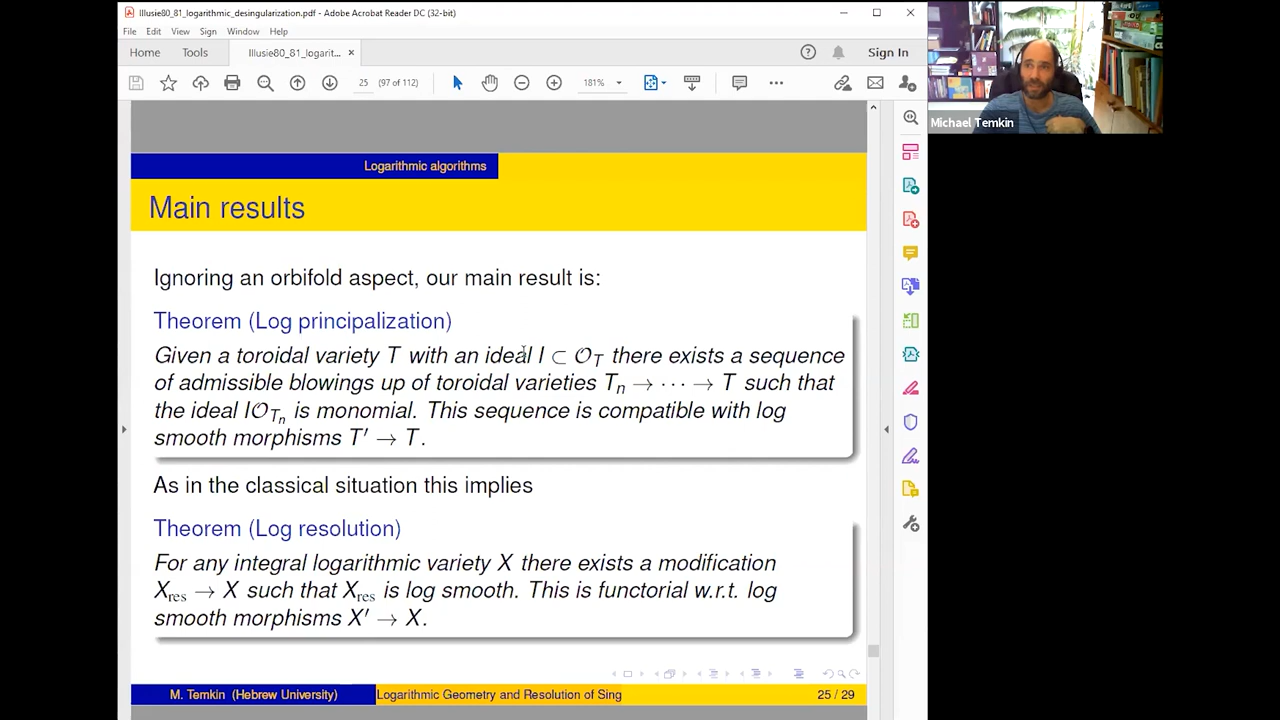 Illusie80_81_logarithmic_desingularization.pdf - Adobe Acrobat Reader DC (32-bit)
File Edit View Sign Window Help
Home Tools Illusie80_81_logarit... × Sign In
25 (97 of 112) 181%
Michael Temkin
Logarithmic algorithms
Main results
Ignoring an orbifold aspect, our main result is:
Theorem (Log principalization)
Given a toroidal variety T with an ideal I ⊂ 𝒪_T there exists a sequence
of admissible blowings up of toroidal varieties T_n → ⋯ → T such that
the ideal I𝒪_{T_n} is monomial. This sequence is compatible with log
smooth morphisms T′ → T.
As in the classical situation this implies
Theorem (Log resolution)
For any integral logarithmic variety X there exists a modification
X_res → X such that X_res is log smooth. This is functorial w.r.t. log
smooth morphisms X′ → X.
M. Temkin (Hebrew University) Logarithmic Geometry and Resolution of Sing 25 / 29